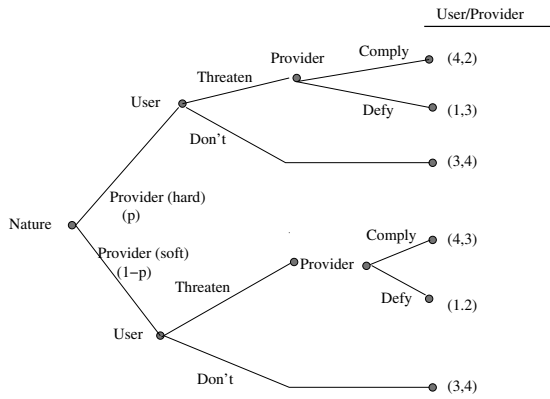 User/Provider
Comply
(4,2)
Provider
Threaten
User
Defy
(1,3)
Don't
(3,4)
Provider (hard)
(p)
Nature
Provider (soft)
(1−p)
Comply
(4,3)
Provider
Threaten
Defy
(1.2)
User
Don't
(3,4)